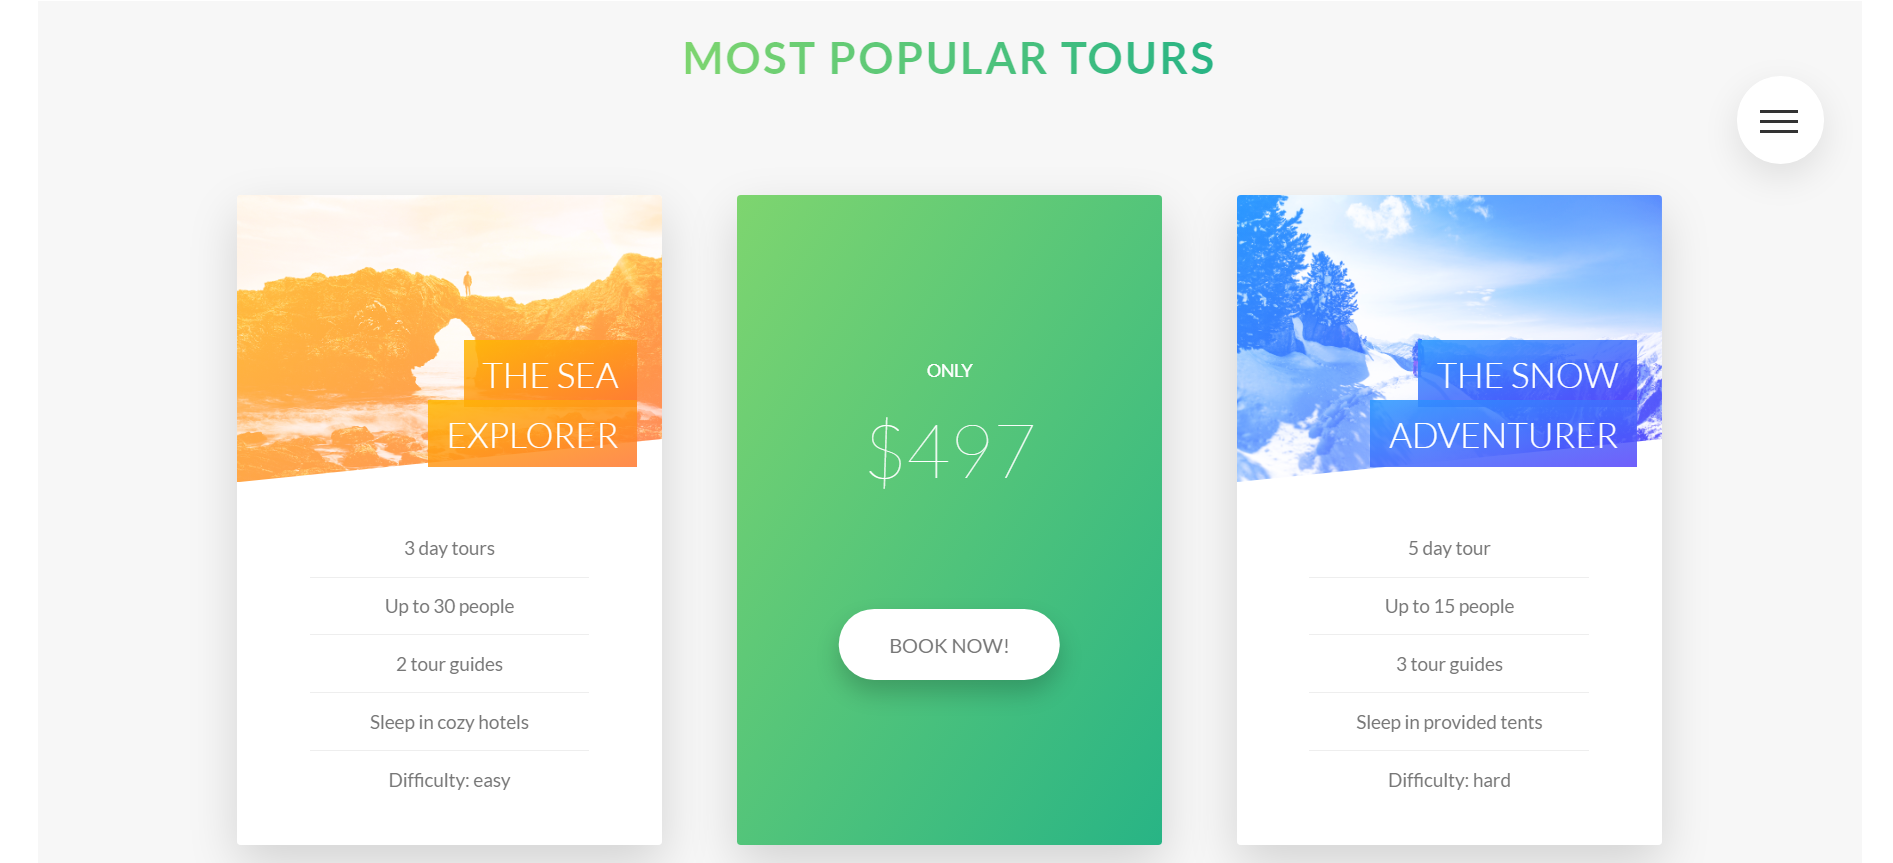 MOST POPULAR TOURS
THE SEA
EXPLORER
3 day tours
Up to 30 people
2 tour guides
Sleep in cozy hotels
Difficulty: easy
ONLY
$497
BOOK NOW!
THE SNOW
ADVENTURER
5 day tour
Up to 15 people
3 tour guides
Sleep in provided tents
Difficulty: hard